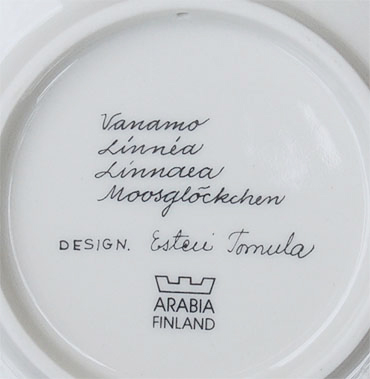 Vanamo
Linnéa
Linnaea
Moosglöckchen
DESIGN. Esteri Tomula
ARABIA
FINLAND